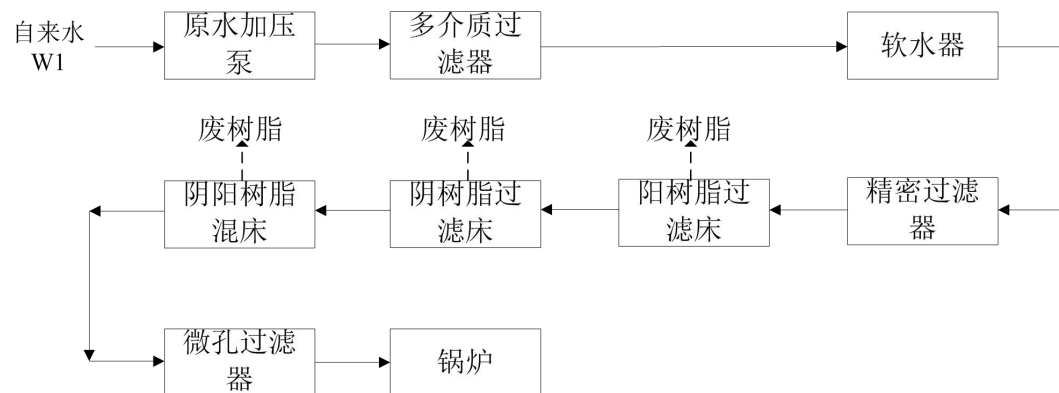 自来水
W1
原水加压
泵
多介质过
滤器
软水器
废树脂
废树脂
废树脂
阴阳树脂
混床
阴树脂过
滤床
阳树脂过
滤床
精密过滤
器
微孔过滤
器
锅炉